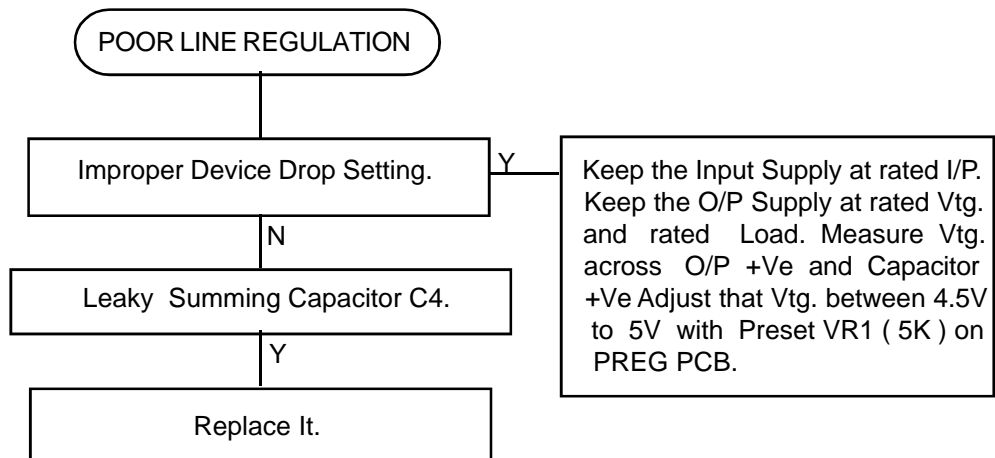 POOR LINE REGULATION
Improper Device Drop Setting.
Y
Keep the Input Supply at rated I/P.
Keep the O/P Supply at rated Vtg.
and rated Load. Measure Vtg.
across O/P +Ve and Capacitor
+Ve Adjust that Vtg. between 4.5V
to 5V with Preset VR1 ( 5K ) on
PREG PCB.
N
Leaky Summing Capacitor C4.
Y
Replace It.